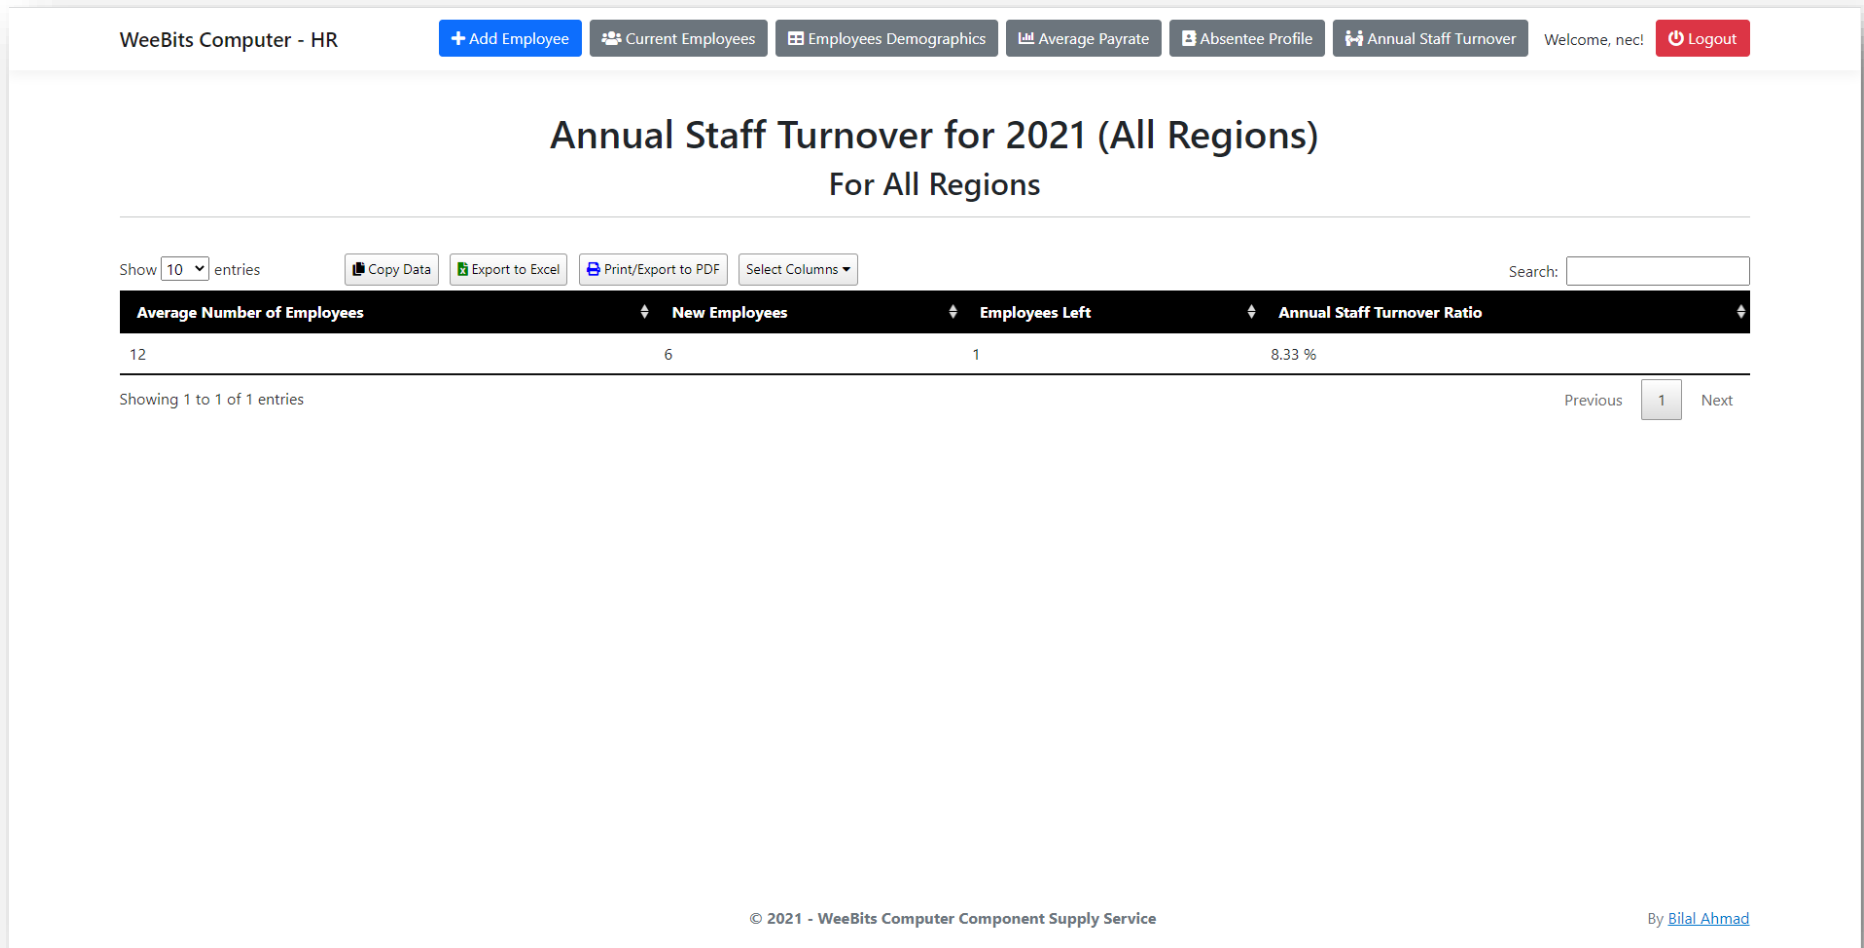 WeeBits Computer - HR
Add Employee
Current Employees
Employees Demographics
Average Payrate
Absentee Profile
Annual Staff Turnover
Welcome, nec!
Logout
Annual Staff Turnover for 2021 (All Regions)
For All Regions
Show 10 entries
Copy Data
Export to Excel
Print/Export to PDF
Select Columns
Search:
Average Number of Employees New Employees Employees Left Annual Staff Turnover Ratio
12 6 1 8.33 %
Showing 1 to 1 of 1 entries
Previous 1 Next
© 2021 - WeeBits Computer Component Supply Service
By Bilal Ahmad